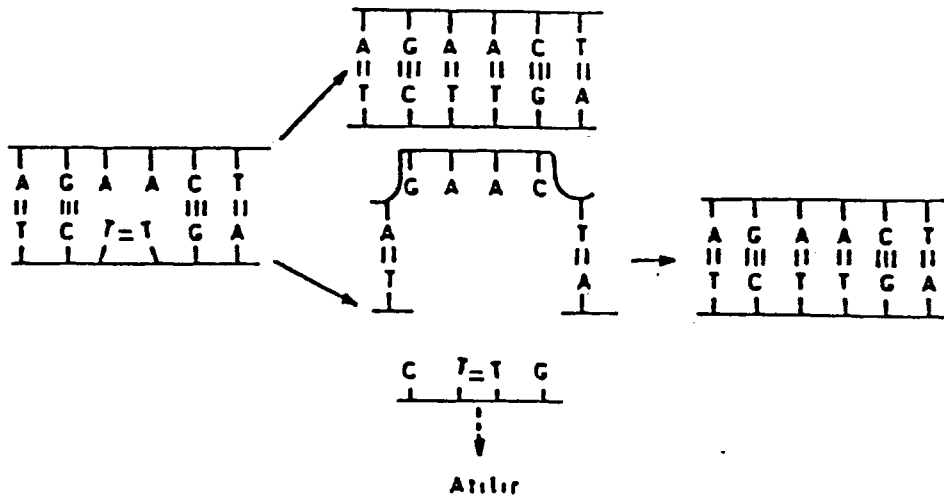 A G A A C T
T C T T G A
A G A A C T
T C T=T G A
G A A C
A T
T A
C T=T G
A G A A C T
T C T T G A
Atılır